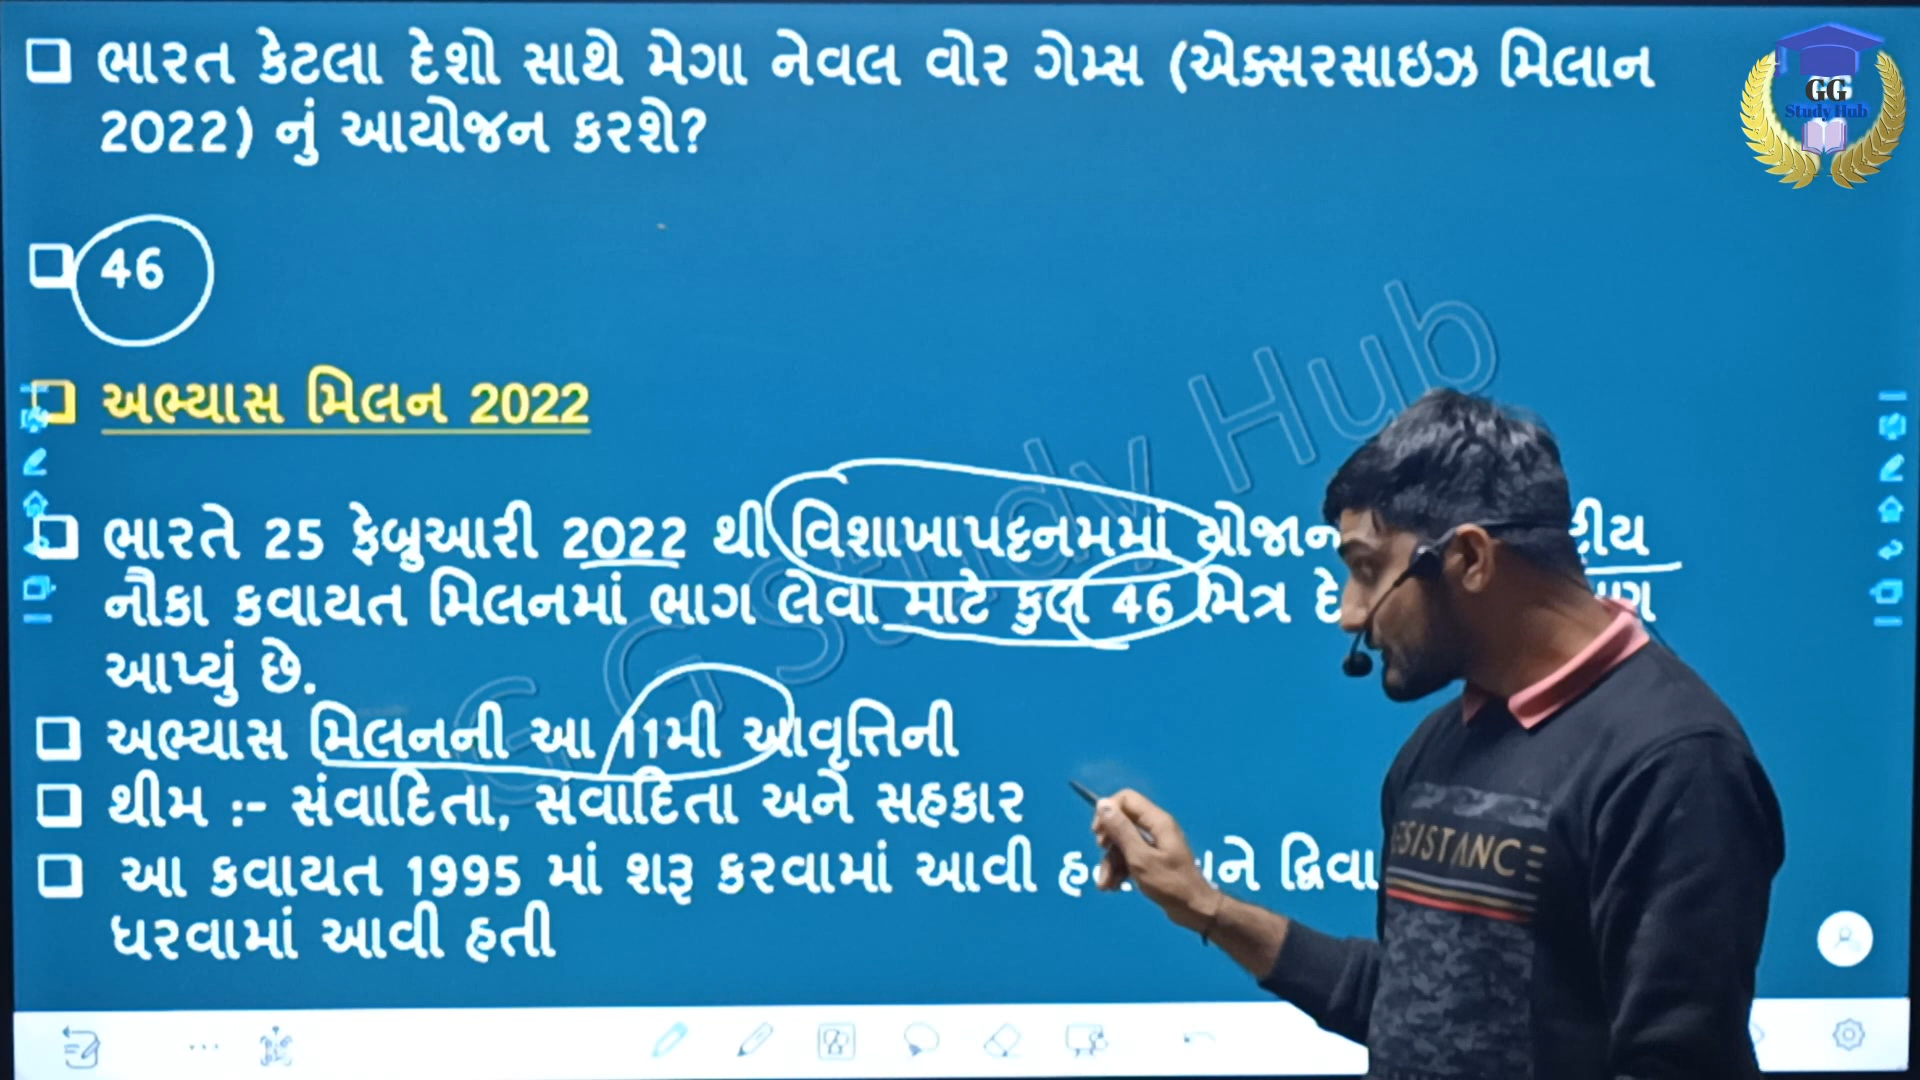 ભારત કેટલા દેશો સાથે મેગા નેવલ વોર ગેમ્સ (એક્સરસાઇઝ મિલાન
2022) નું આયોજન કરશે?
GG
Study Hub
46
અભ્યાસ મિલન 2022
ભારતે 25 ફેબ્રુઆરી 2022 થી વિશાખાપટ્ટનમમાં
નૌકા કવાયત મિલનમાં ભાગ લેવા માટે કુલ 46 મિત્ર
આપ્યું છે.
અભ્યાસ મિલનની આ 11મી આવૃત્તિની
થીમ :- સંવાદિતા, સંવાદિતા અને સહકાર
આ કવાયત 1995 માં શરૂ કરવામાં આવી
ધરવામાં આવી હતી
G G Study Hub